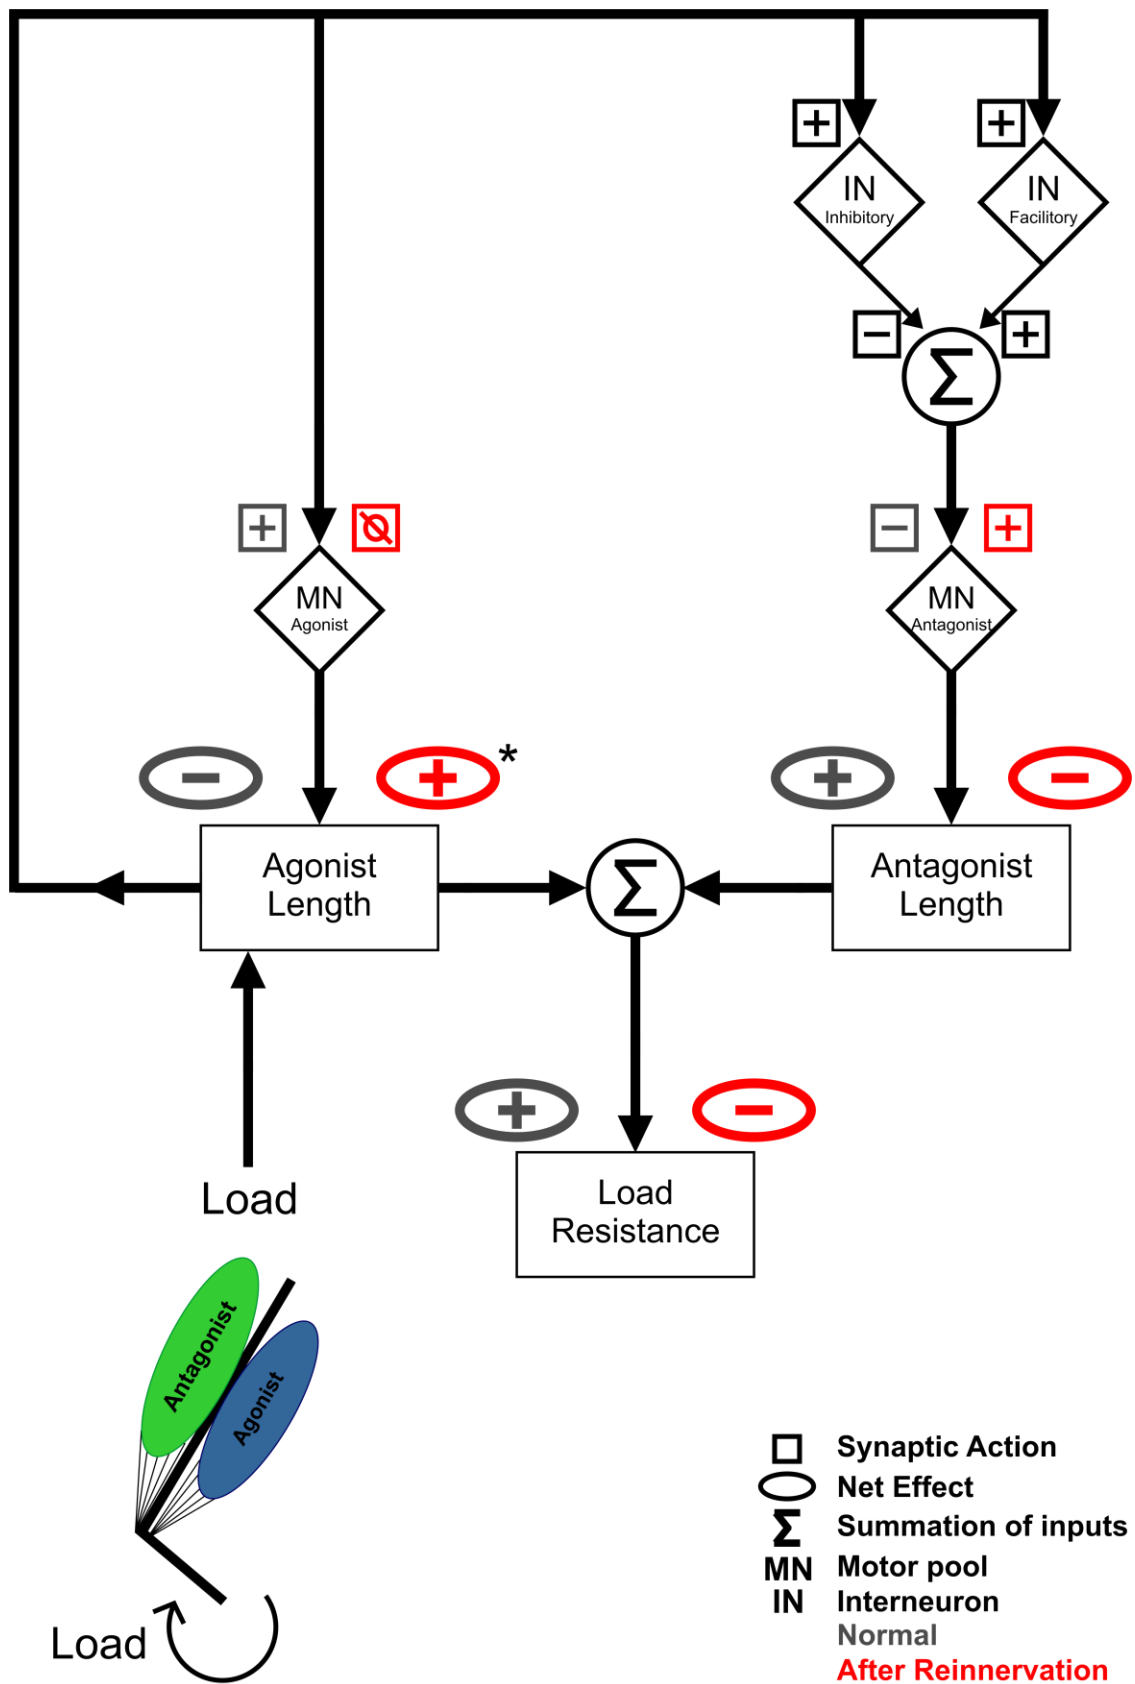 +
+
IN
Inhibitory
IN
Facilitory
−
+
Σ
+
Ø
−
+
MN
Agonist
MN
Antagonist
−
+*
+
−
Agonist
Length
Σ
Antagonist
Length
+
−
Load
Load
Resistance
Antagonist
Agonist
Load
Synaptic Action
Net Effect
Σ Summation of inputs
MN Motor pool
IN Interneuron
Normal
After Reinnervation